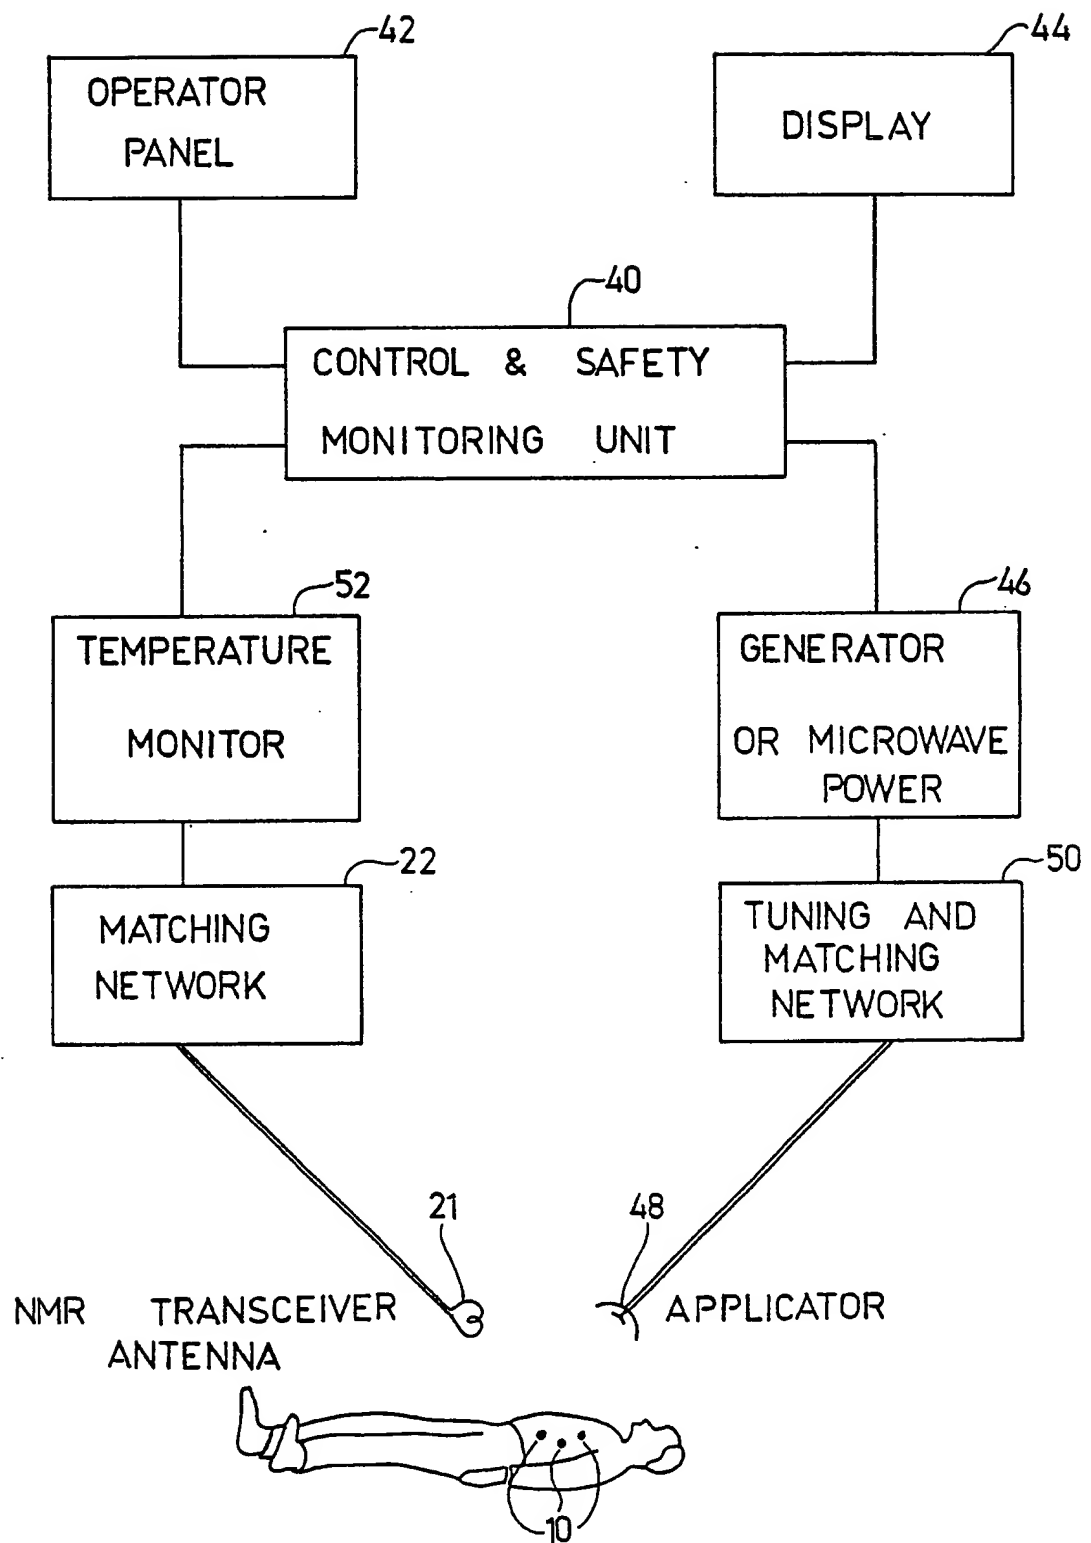 42
OPERATOR
PANEL
44
DISPLAY
40
CONTROL & SAFETY
MONITORING UNIT
52
TEMPERATURE
MONITOR
46
GENERATOR
OR MICROWAVE
POWER
22
MATCHING
NETWORK
50
TUNING AND
MATCHING
NETWORK
21
48
NMR TRANSCEIVER
ANTENNA
APPLICATOR
10